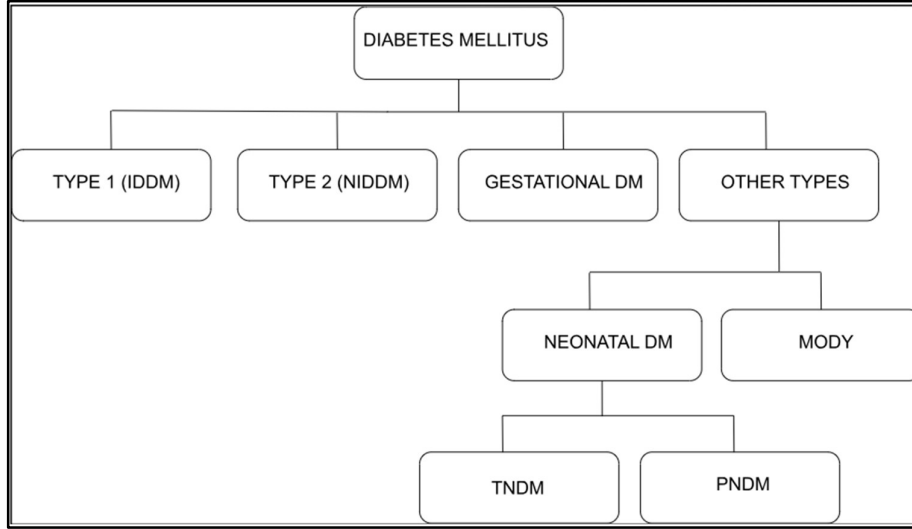 DIABETES MELLITUS
TYPE 1 (IDDM)
TYPE 2 (NIDDM)
GESTATIONAL DM
OTHER TYPES
NEONATAL DM
MODY
TNDM
PNDM